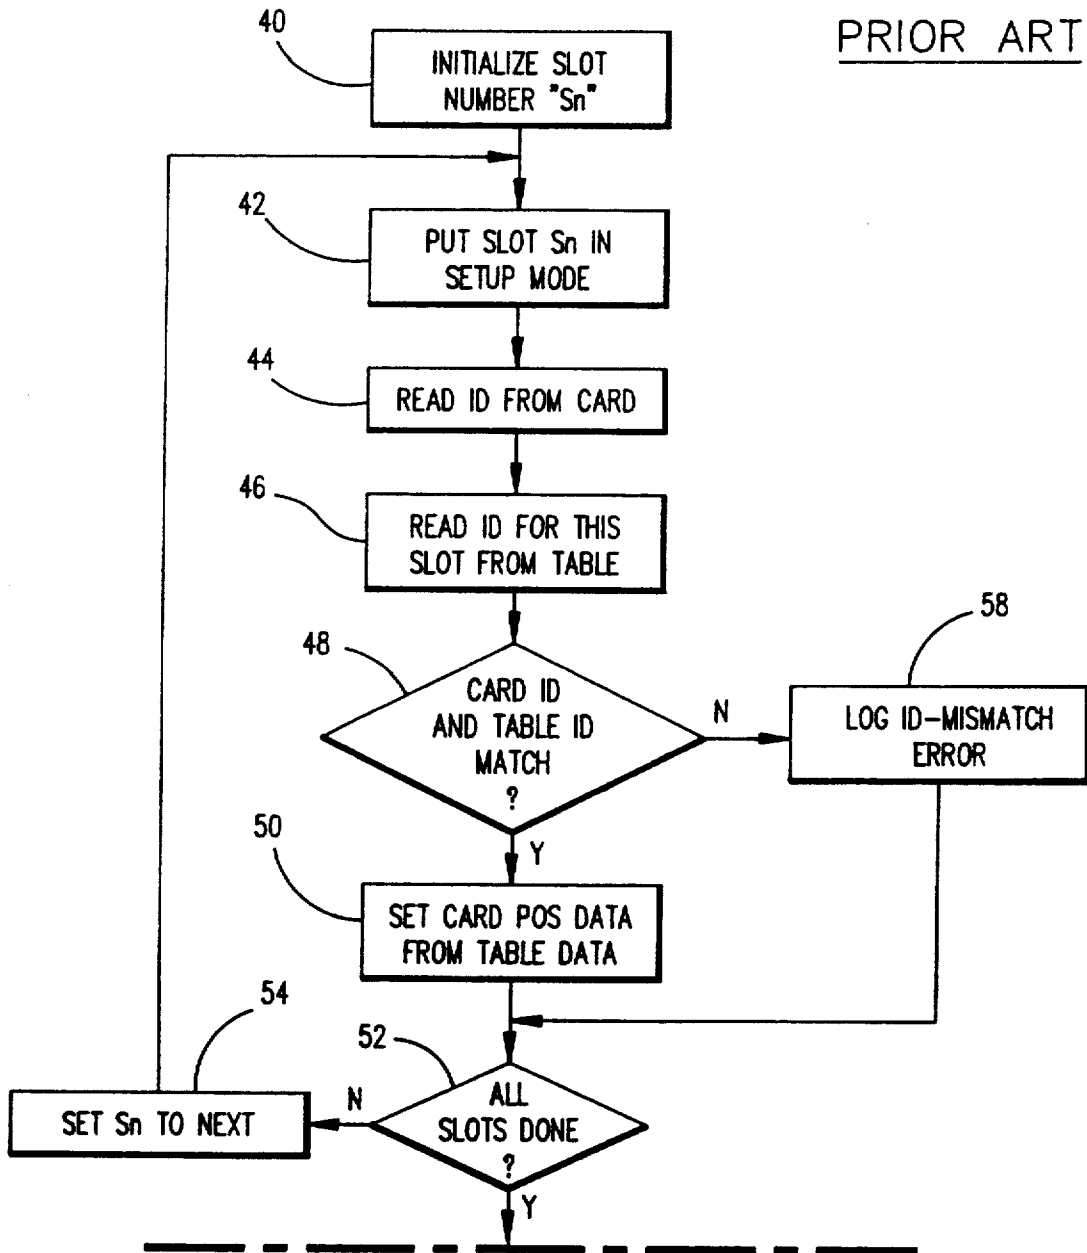 PRIOR ART
40
INITIALIZE SLOT
NUMBER "Sn"
42
PUT SLOT Sn IN
SETUP MODE
44
READ ID FROM CARD
46
READ ID FOR THIS
SLOT FROM TABLE
48
CARD ID
AND TABLE ID
MATCH
?
N
58
LOG ID-MISMATCH
ERROR
Y
50
SET CARD POS DATA
FROM TABLE DATA
52
ALL
SLOTS DONE
?
N
54
SET Sn TO NEXT
Y